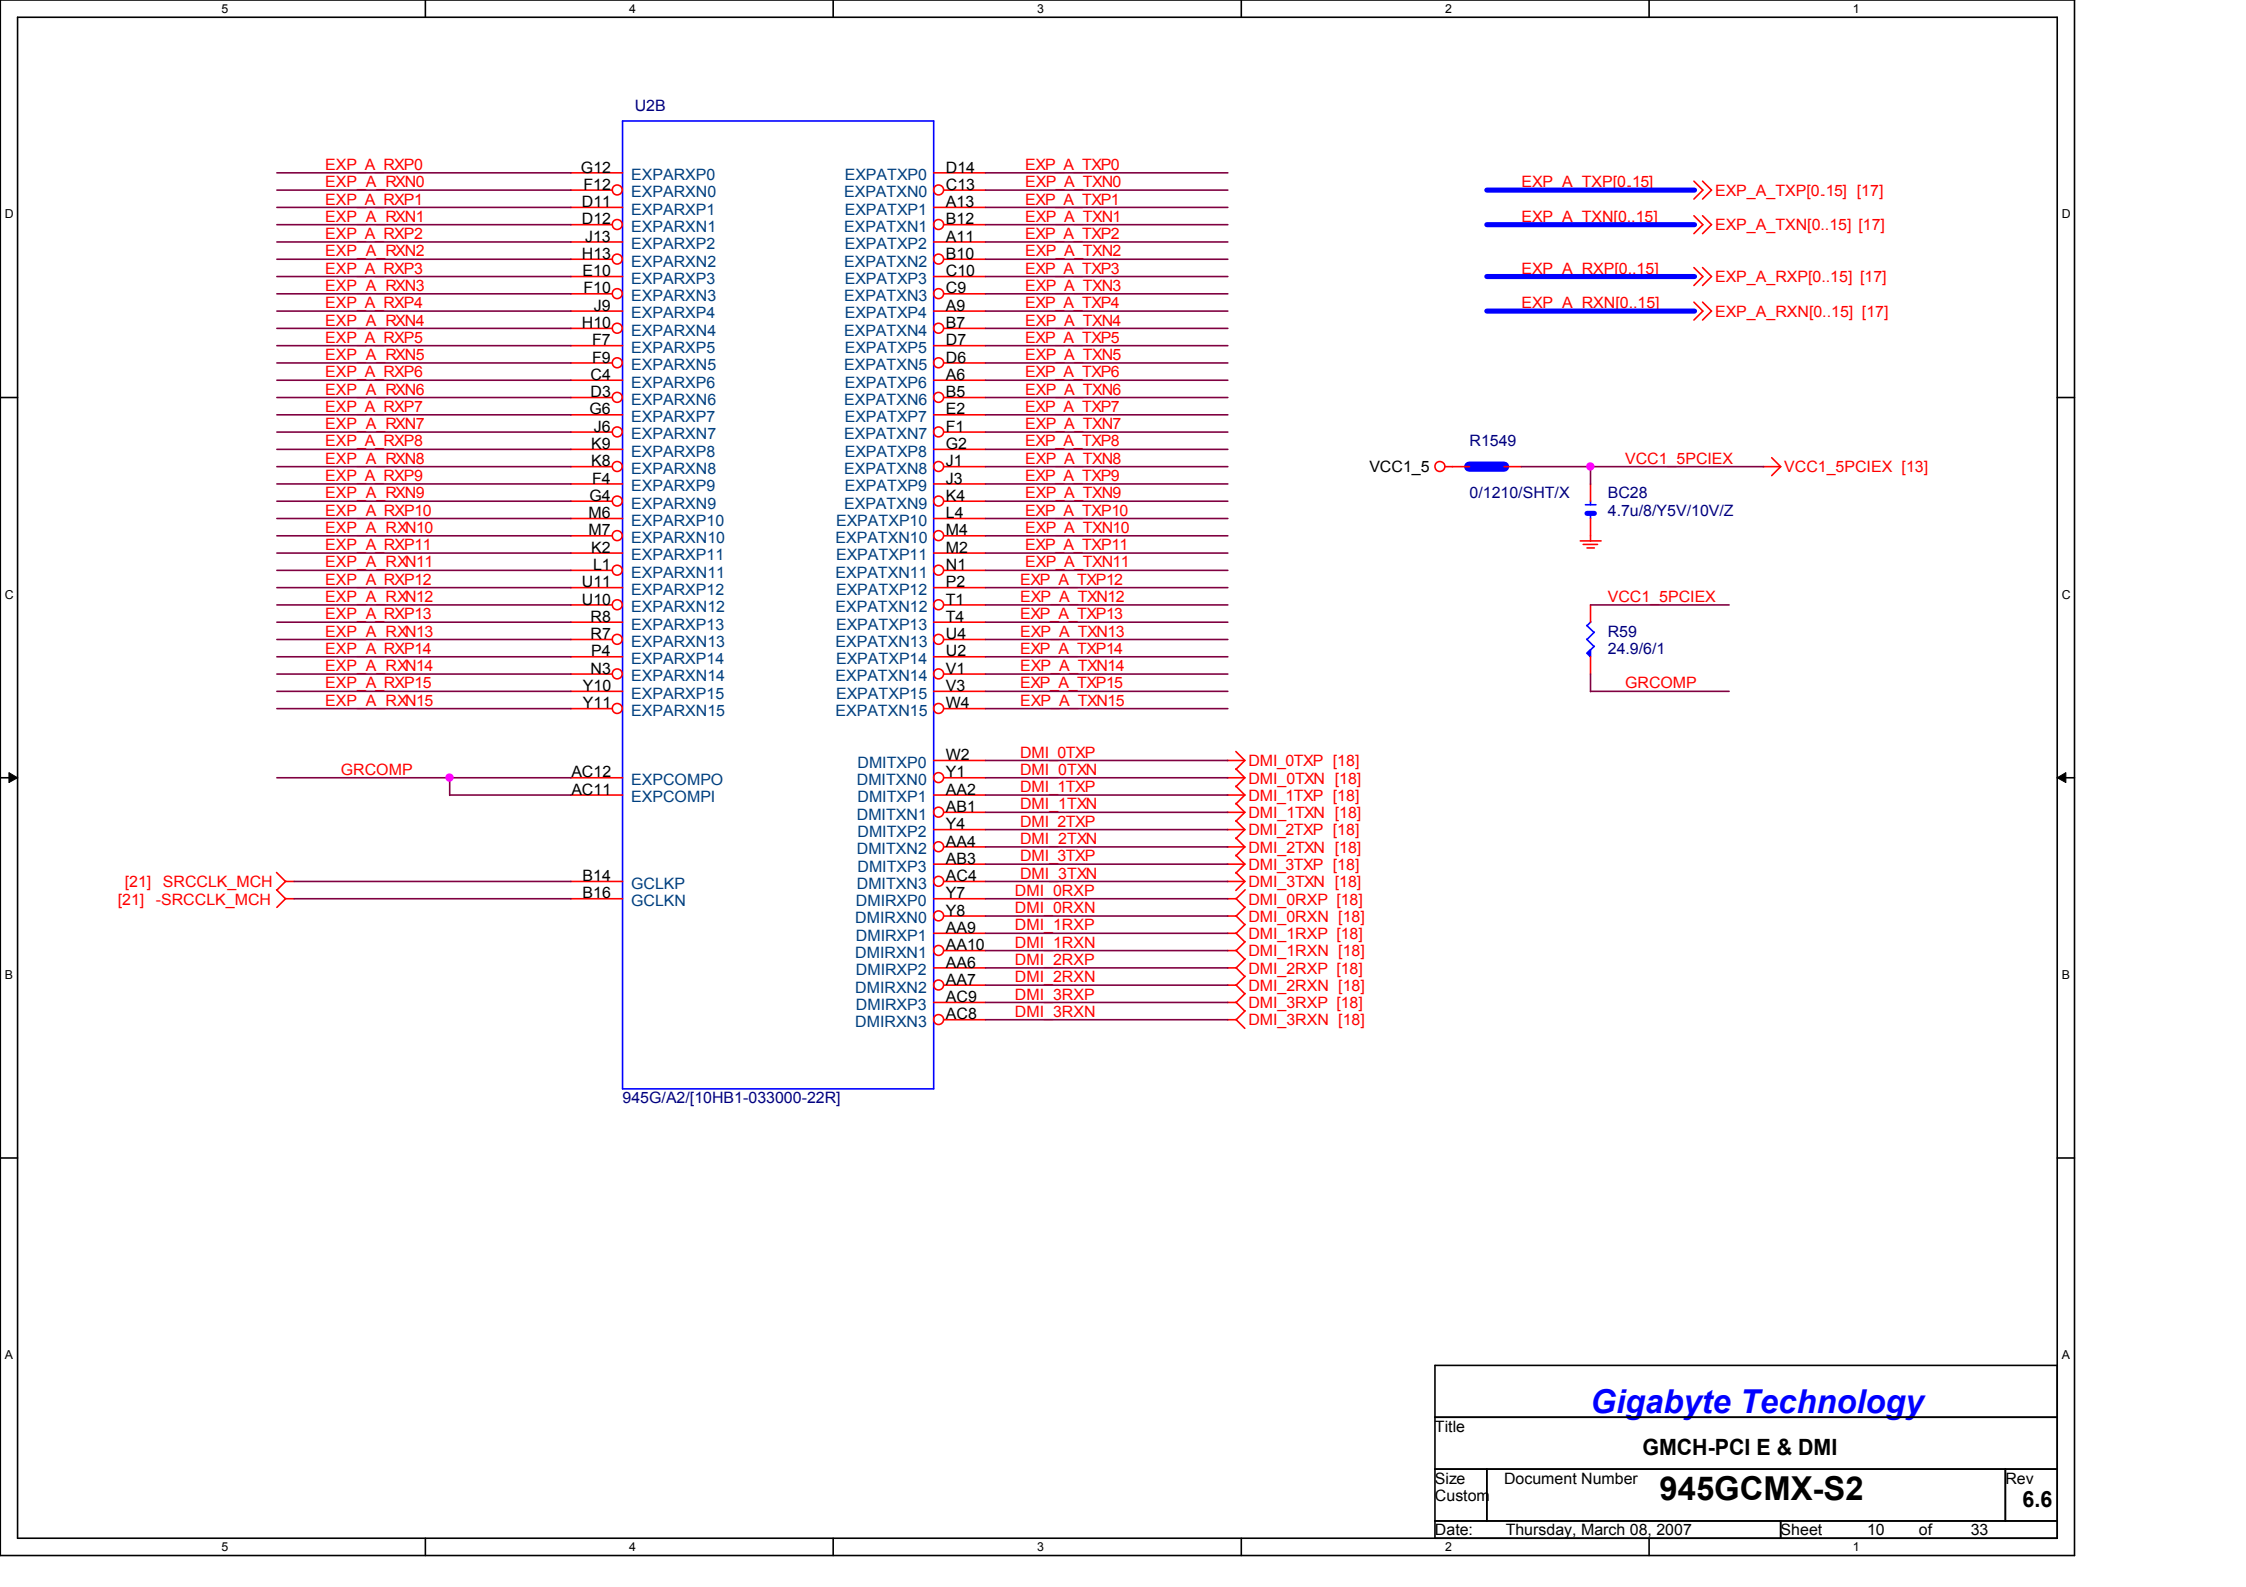 5 4 3 2 1
U2B
EXP_A_RXP0 G12 EXPARXP0 EXPATXP0 D14 EXP_A_TXP0
EXP_A_RXN0 F12 EXPARXN0 EXPATXN0 C13 EXP_A_TXN0
EXP_A_RXP1 D11 EXPARXP1 EXPATXP1 A13 EXP_A_TXP1
EXP_A_RXN1 D12 EXPARXN1 EXPATXN1 B12 EXP_A_TXN1
EXP_A_RXP2 J13 EXPARXP2 EXPATXP2 A11 EXP_A_TXP2
EXP_A_RXN2 H13 EXPARXN2 EXPATXN2 B10 EXP_A_TXN2
EXP_A_RXP3 E10 EXPARXP3 EXPATXP3 C10 EXP_A_TXP3
EXP_A_RXN3 F10 EXPARXN3 EXPATXN3 C9 EXP_A_TXN3
EXP_A_RXP4 J9 EXPARXP4 EXPATXP4 A9 EXP_A_TXP4
EXP_A_RXN4 H10 EXPARXN4 EXPATXN4 B7 EXP_A_TXN4
EXP_A_RXP5 F7 EXPARXP5 EXPATXP5 D7 EXP_A_TXP5
EXP_A_RXN5 F9 EXPARXN5 EXPATXN5 D6 EXP_A_TXN5
EXP_A_RXP6 C4 EXPARXP6 EXPATXP6 A6 EXP_A_TXP6
EXP_A_RXN6 D3 EXPARXN6 EXPATXN6 B5 EXP_A_TXN6
EXP_A_RXP7 G6 EXPARXP7 EXPATXP7 E2 EXP_A_TXP7
EXP_A_RXN7 J6 EXPARXN7 EXPATXN7 F1 EXP_A_TXN7
EXP_A_RXP8 K9 EXPARXP8 EXPATXP8 G2 EXP_A_TXP8
EXP_A_RXN8 K8 EXPARXN8 EXPATXN8 J1 EXP_A_TXN8
EXP_A_RXP9 F4 EXPARXP9 EXPATXP9 J3 EXP_A_TXP9
EXP_A_RXN9 G4 EXPARXN9 EXPATXN9 K4 EXP_A_TXN9
EXP_A_RXP10 M6 EXPARXP10 EXPATXP10 L4 EXP_A_TXP10
EXP_A_RXN10 M7 EXPARXN10 EXPATXN10 M4 EXP_A_TXN10
EXP_A_RXP11 K2 EXPARXP11 EXPATXP11 M2 EXP_A_TXP11
EXP_A_RXN11 L1 EXPARXN11 EXPATXN11 N1 EXP_A_TXN11
EXP_A_RXP12 U11 EXPARXP12 EXPATXP12 P2 EXP_A_TXP12
EXP_A_RXN12 U10 EXPARXN12 EXPATXN12 T1 EXP_A_TXN12
EXP_A_RXP13 R8 EXPARXP13 EXPATXP13 T4 EXP_A_TXP13
EXP_A_RXN13 R7 EXPARXN13 EXPATXN13 U4 EXP_A_TXN13
EXP_A_RXP14 P4 EXPARXP14 EXPATXP14 U2 EXP_A_TXP14
EXP_A_RXN14 N3 EXPARXN14 EXPATXN14 V1 EXP_A_TXN14
EXP_A_RXP15 Y10 EXPARXP15 EXPATXP15 V3 EXP_A_TXP15
EXP_A_RXN15 Y11 EXPARXN15 EXPATXN15 W4 EXP_A_TXN15
GRCOMP AC12 EXPCOMPO
AC11 EXPCOMPI
[21] SRCCLK_MCH B14 GCLKP
[21] -SRCCLK_MCH B16 GCLKN
DMITXP0 W2 DMI_0TXP DMI_0TXP [18]
DMITXN0 Y1 DMI_0TXN DMI_0TXN [18]
DMITXP1 AA2 DMI_1TXP DMI_1TXP [18]
DMITXN1 AB1 DMI_1TXN DMI_1TXN [18]
DMITXP2 Y4 DMI_2TXP DMI_2TXP [18]
DMITXN2 AA4 DMI_2TXN DMI_2TXN [18]
DMITXP3 AB3 DMI_3TXP DMI_3TXP [18]
DMITXN3 AC4 DMI_3TXN DMI_3TXN [18]
DMIRXP0 Y7 DMI_0RXP DMI_0RXP [18]
DMIRXN0 Y8 DMI_0RXN DMI_0RXN [18]
DMIRXP1 AA9 DMI_1RXP DMI_1RXP [18]
DMIRXN1 AA10 DMI_1RXN DMI_1RXN [18]
DMIRXP2 AA6 DMI_2RXP DMI_2RXP [18]
DMIRXN2 AA7 DMI_2RXN DMI_2RXN [18]
DMIRXP3 AC9 DMI_3RXP DMI_3RXP [18]
DMIRXN3 AC8 DMI_3RXN DMI_3RXN [18]
945G/A2/[10HB1-033000-22R]
EXP_A_TXP[0..15] EXP_A_TXP[0..15] [17]
EXP_A_TXN[0..15] EXP_A_TXN[0..15] [17]
EXP_A_RXP[0..15] EXP_A_RXP[0..15] [17]
EXP_A_RXN[0..15] EXP_A_RXN[0..15] [17]
R1549
VCC1_5 VCC1_5PCIEX VCC1_5PCIEX [13]
0/1210/SHT/X BC28
4.7u/8/Y5V/10V/Z
VCC1_5PCIEX
R59
24.9/6/1
GRCOMP
D D
C C
B B
A A
Gigabyte Technology
Title
GMCH-PCI E & DMI
Size Document Number 945GCMX-S2 Rev
Custom 6.6
Date: Thursday, March 08, 2007 Sheet 10 of 33
5 4 3 2 1